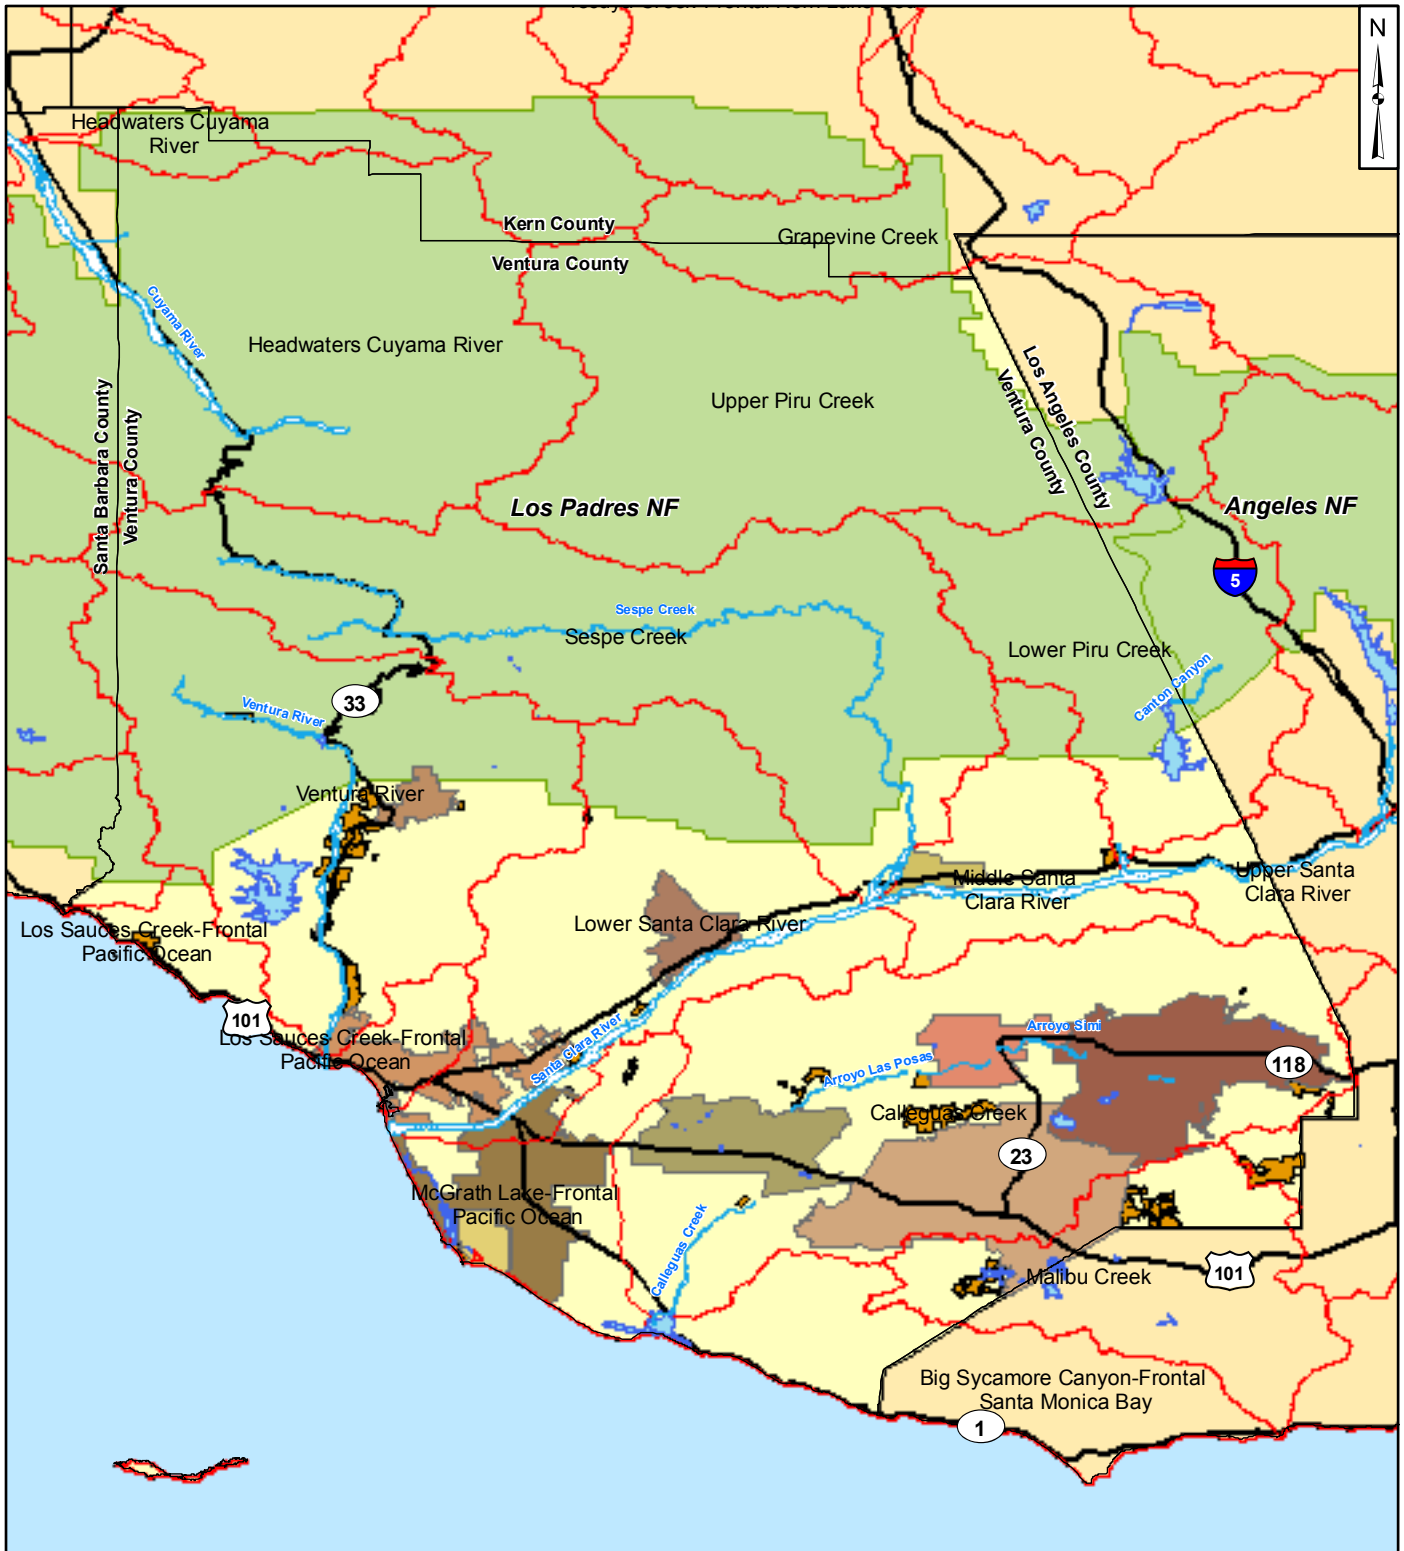 N
Headwaters Cuyama
River
Kern County
Grapevine Creek
Ventura County
Cuyama River
Headwaters Cuyama River
Los Angeles County
Ventura County
Upper Piru Creek
Santa Barbara County
Ventura County
Los Padres NF
Angeles NF
5
Sespe Creek
Sespe Creek
Lower Piru Creek
Canton Canyon
33
Ventura River
Ventura River
Middle Santa
Clara River
Upper Santa
Clara River
Lower Santa Clara River
Los Sauces Creek-Frontal
Pacific Ocean
101
Los Sauces Creek-Frontal
Pacific Ocean
Santa Clara River
Arroyo Simi
Arroyo Las Posas
118
Calleguas Creek
23
McGrath Lake-Frontal
Pacific Ocean
Calleguas Creek
Malibu Creek
101
Big Sycamore Canyon-Frontal
Santa Monica Bay
1